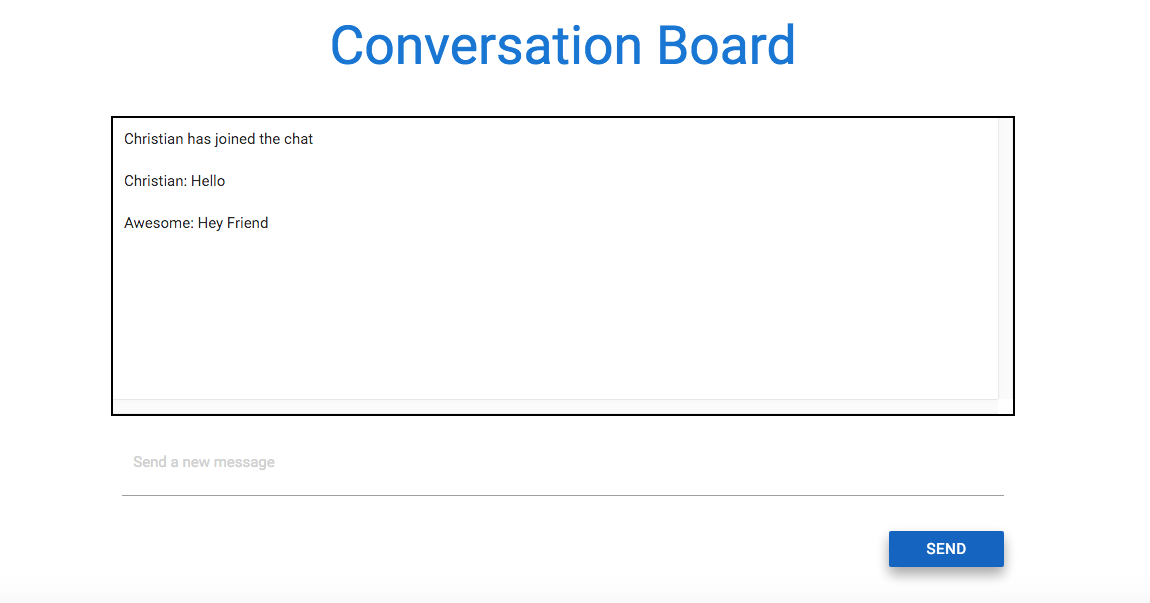 Conversation Board
Christian has joined the chat
Christian: Hello
Awesome: Hey Friend
Send a new message
SEND